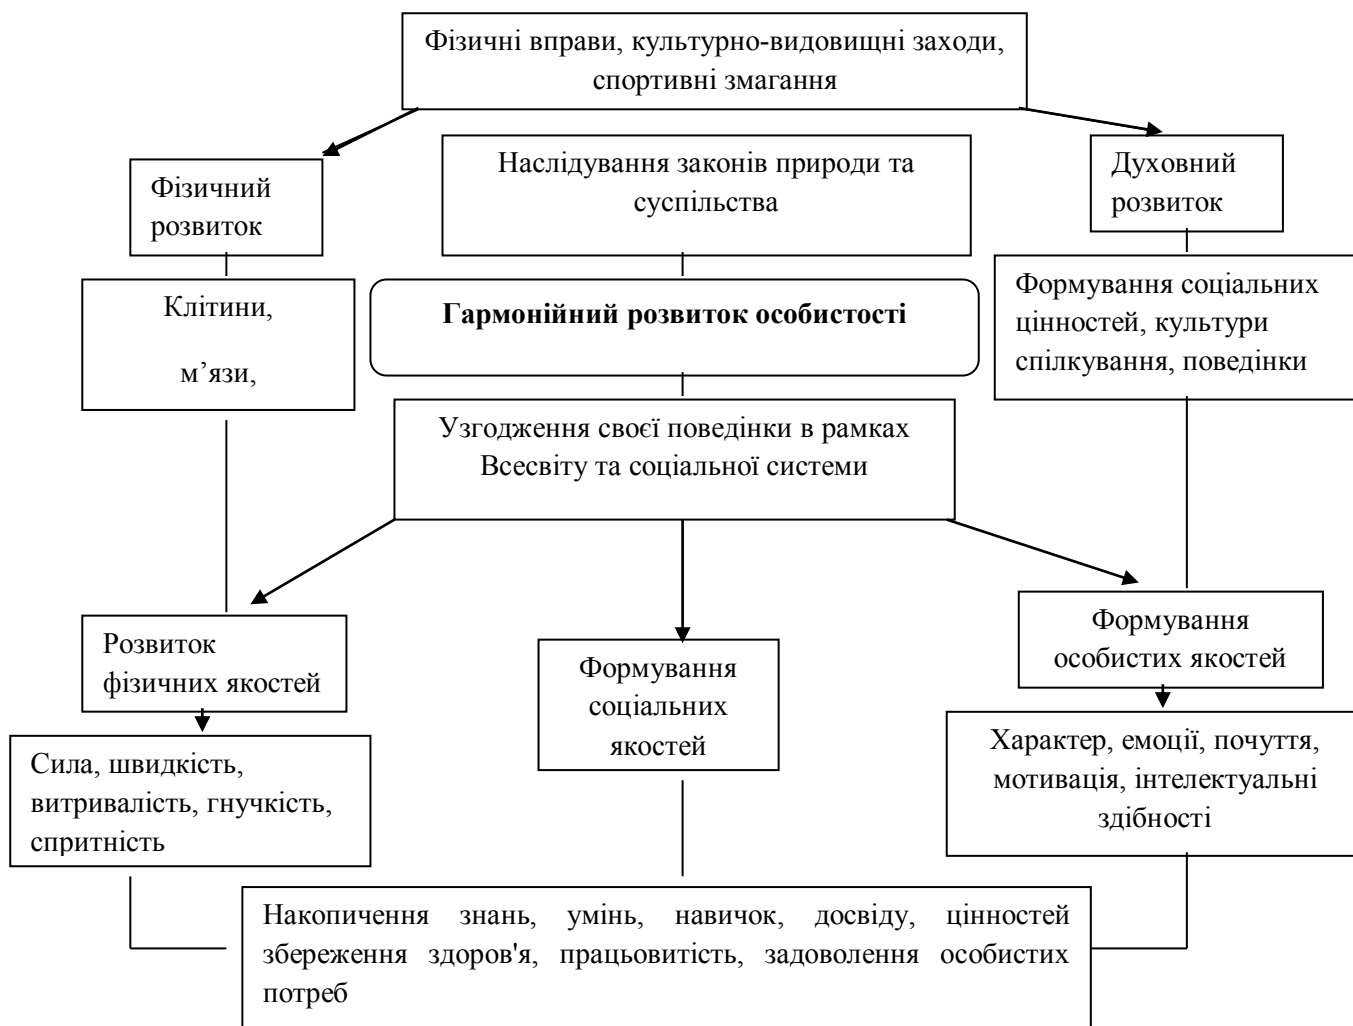 Фізичні вправи, культурно-видовищні заходи,
спортивні змагання
Фізичний
розвиток
Наслідування законів природи та
суспільства
Духовний
розвиток
Клітини,
м’язи,
Гармонійний розвиток особистості
Формування соціальних
цінностей, культури
спілкування, поведінки
Узгодження своєї поведінки в рамках
Всесвіту та соціальної системи
Розвиток
фізичних якостей
Формування
соціальних
якостей
Формування
особистих якостей
Сила, швидкість,
витривалість, гнучкість,
спритність
Характер, емоції, почуття,
мотивація, інтелектуальні
здібності
Накопичення знань, умінь, навичок, досвіду, цінностей
збереження здоров'я, працьовитість, задоволення особистих
потреб